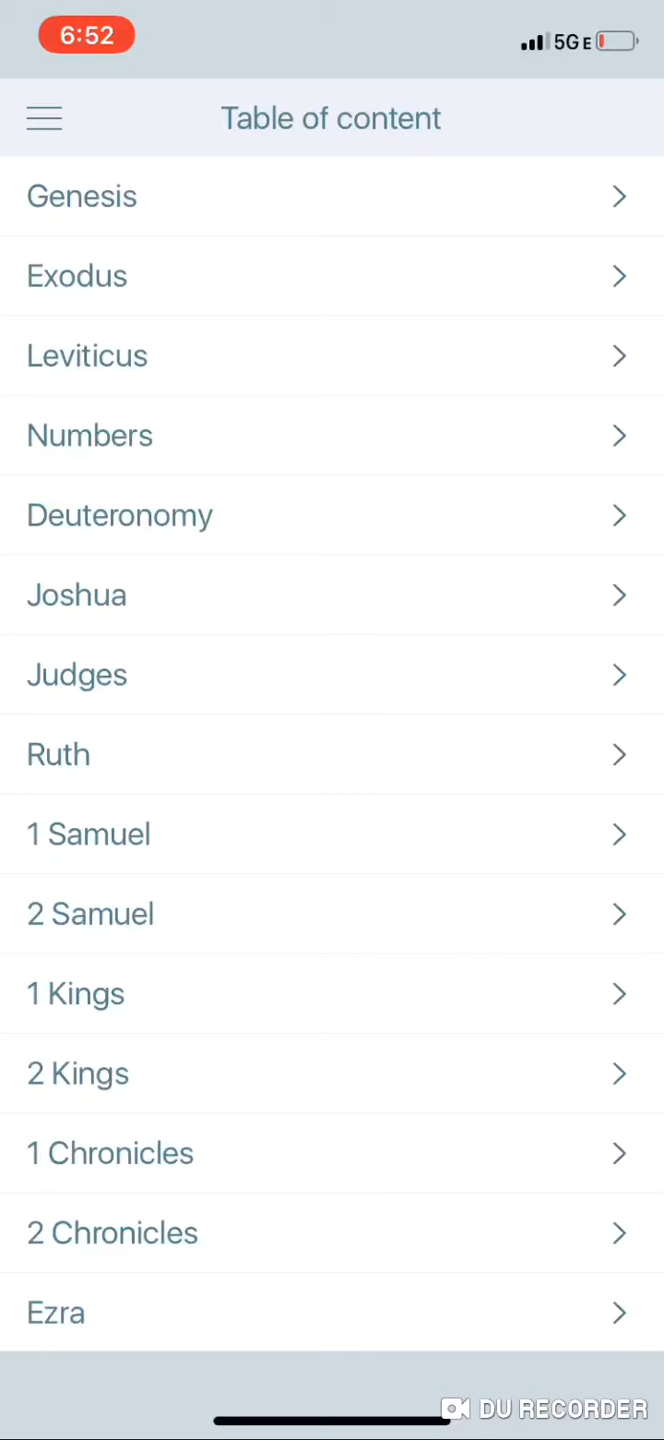 6:52
5G E
Table of content
Genesis
Exodus
Leviticus
Numbers
Deuteronomy
Joshua
Judges
Ruth
1 Samuel
2 Samuel
1 Kings
2 Kings
1 Chronicles
2 Chronicles
Ezra
DU RECORDER